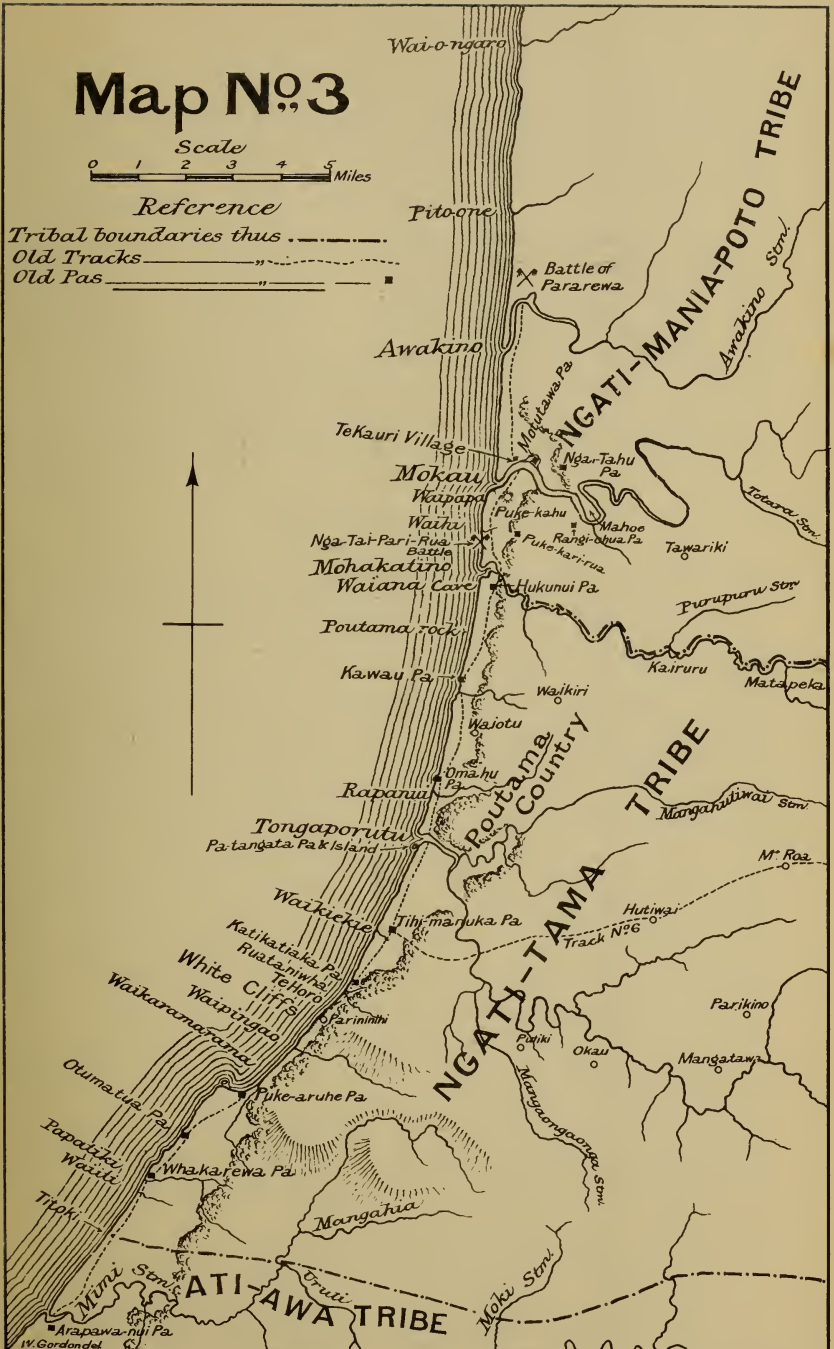 Wai-o-ngaro
Map No. 3
Scale
0 1 2 3 4 5 Miles
Reference
Tribal boundaries thus
Old Tracks „
Old Pas „
Pito-one
Battle of
Pararewa
NGATI-MANIA-POTO TRIBE
Awakino Stm.
Awakino
Motutawa Pa
Te Kauri Village
Nga-Tahu
Pa
Mokau
Waipapa
Puke-kahu
Totara Stm.
Waihi
Mahoe
Rangi-ohua Pa
Nga-Tai-Pari-Rua
Battle
Puke-kari-rua
Tawariki
Mohakatino
Waiana Cave
Hukunui Pa
Purupuru Stm
Poutama rock
Kairuru
Kawau Pa
Matapeka
Waikiri
Waiotu
Omahu
Pa
Rapanui
Poutama
Country
Mangahutiwai Stm.
Tongaporutu
Pa-tangata Pa & Island
Mt. Roa
NGATI-TAMA TRIBE
Waikiekie
Tihi-manuka Pa
Hutiwai
Track No. 6
Katikatiaka Pa
Ruataniwha
Te Horo
White Cliffs
Parininihi
Waipingao
Waikaramarama
Parikino
Putiki
Okau
Mangatawa
Otumatua Pa
Puke-aruhe Pa
Mangaongaonga Stm.
Papatiki
Waiiti
Whakarewa Pa
Titoki
Mangahia
Mimi Stm.
ATI-AWA TRIBE
Uruti
Moki Stm.
Arapawa-nui Pa
W. Gordon del.